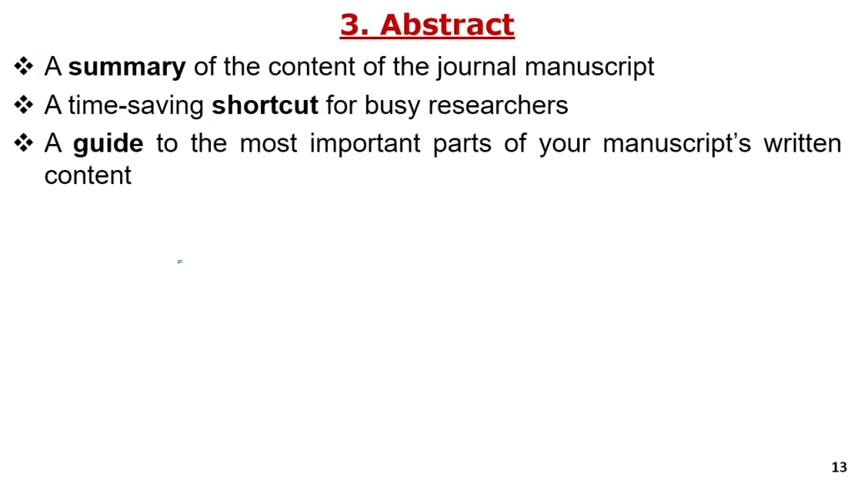 3. Abstract
❖ A summary of the content of the journal manuscript
❖ A time-saving shortcut for busy researchers
❖ A guide to the most important parts of your manuscript’s written
content
13